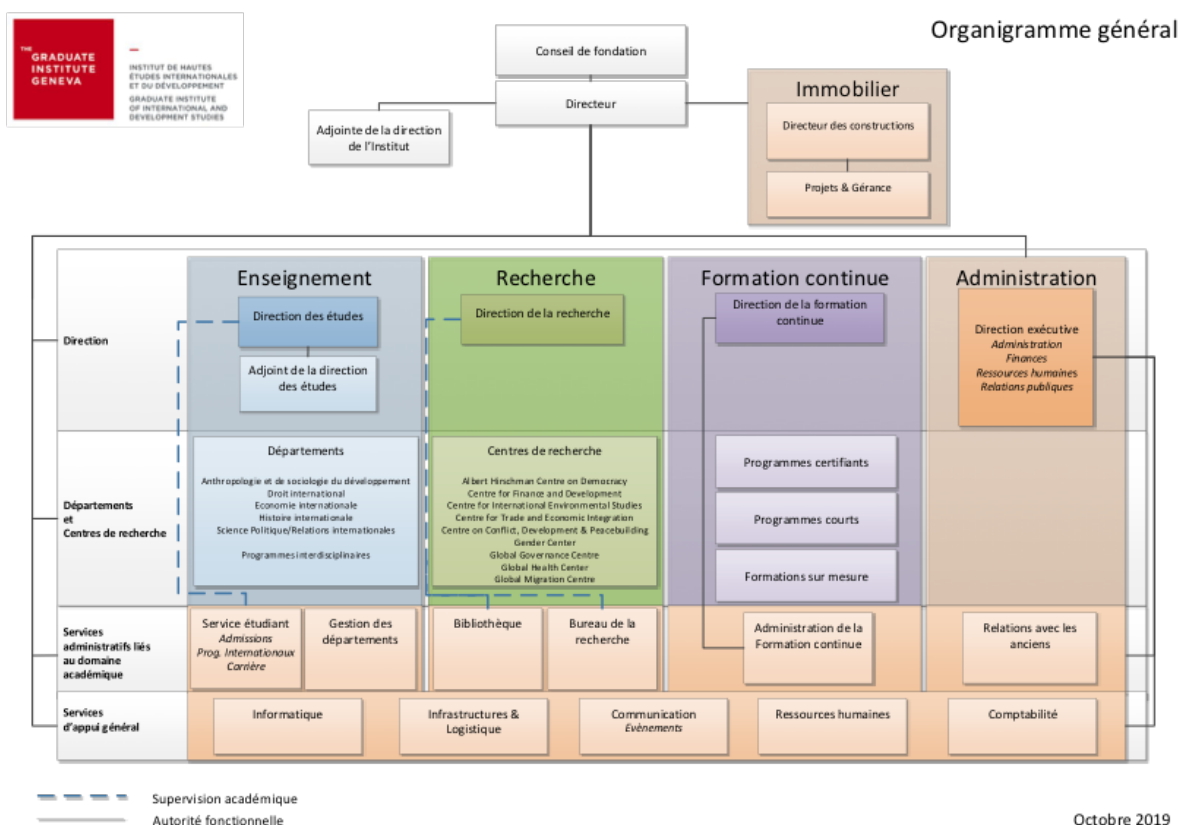 THE
GRADUATE
INSTITUTE
GENEVA
INSTITUT DE HAUTES
ÉTUDES INTERNATIONALES
ET DU DÉVELOPPEMENT
GRADUATE INSTITUTE
OF INTERNATIONAL AND
DEVELOPMENT STUDIES
Organigramme général
Conseil de fondation
Directeur
Adjointe de la direction
de l'Institut
Immobilier
Directeur des constructions
Projets & Gérance
Enseignement
Recherche
Formation continue
Administration
Direction
Direction des études
Adjoint de la direction
des études
Direction de la recherche
Direction de la formation
continue
Direction exécutive
Administration
Finances
Ressources humaines
Relations publiques
Départements
et
Centres de recherche
Départements
Anthropologie et de sociologie du développement
Droit international
Economie internationale
Histoire internationale
Science Politique/Relations internationales
Programmes interdisciplinaires
Centres de recherche
Albert Hirschman Centre on Democracy
Centre for Finance and Development
Centre for International Environmental Studies
Centre for Trade and Economic Integration
Centre on Conflict, Development & Peacebuilding
Gender Center
Global Governance Centre
Global Health Center
Global Migration Centre
Programmes certifiants
Programmes courts
Formations sur mesure
Services
administratifs liés
au domaine
académique
Service étudiant
Admissions
Prog. Internationaux
Carrière
Gestion des
départements
Bibliothèque
Bureau de la
recherche
Administration de la
Formation continue
Relations avec les
anciens
Services
d'appui général
Informatique
Infrastructures &
Logistique
Communication
Evènements
Ressources humaines
Comptabilité
Supervision académique
Autorité fonctionnelle
Octobre 2019